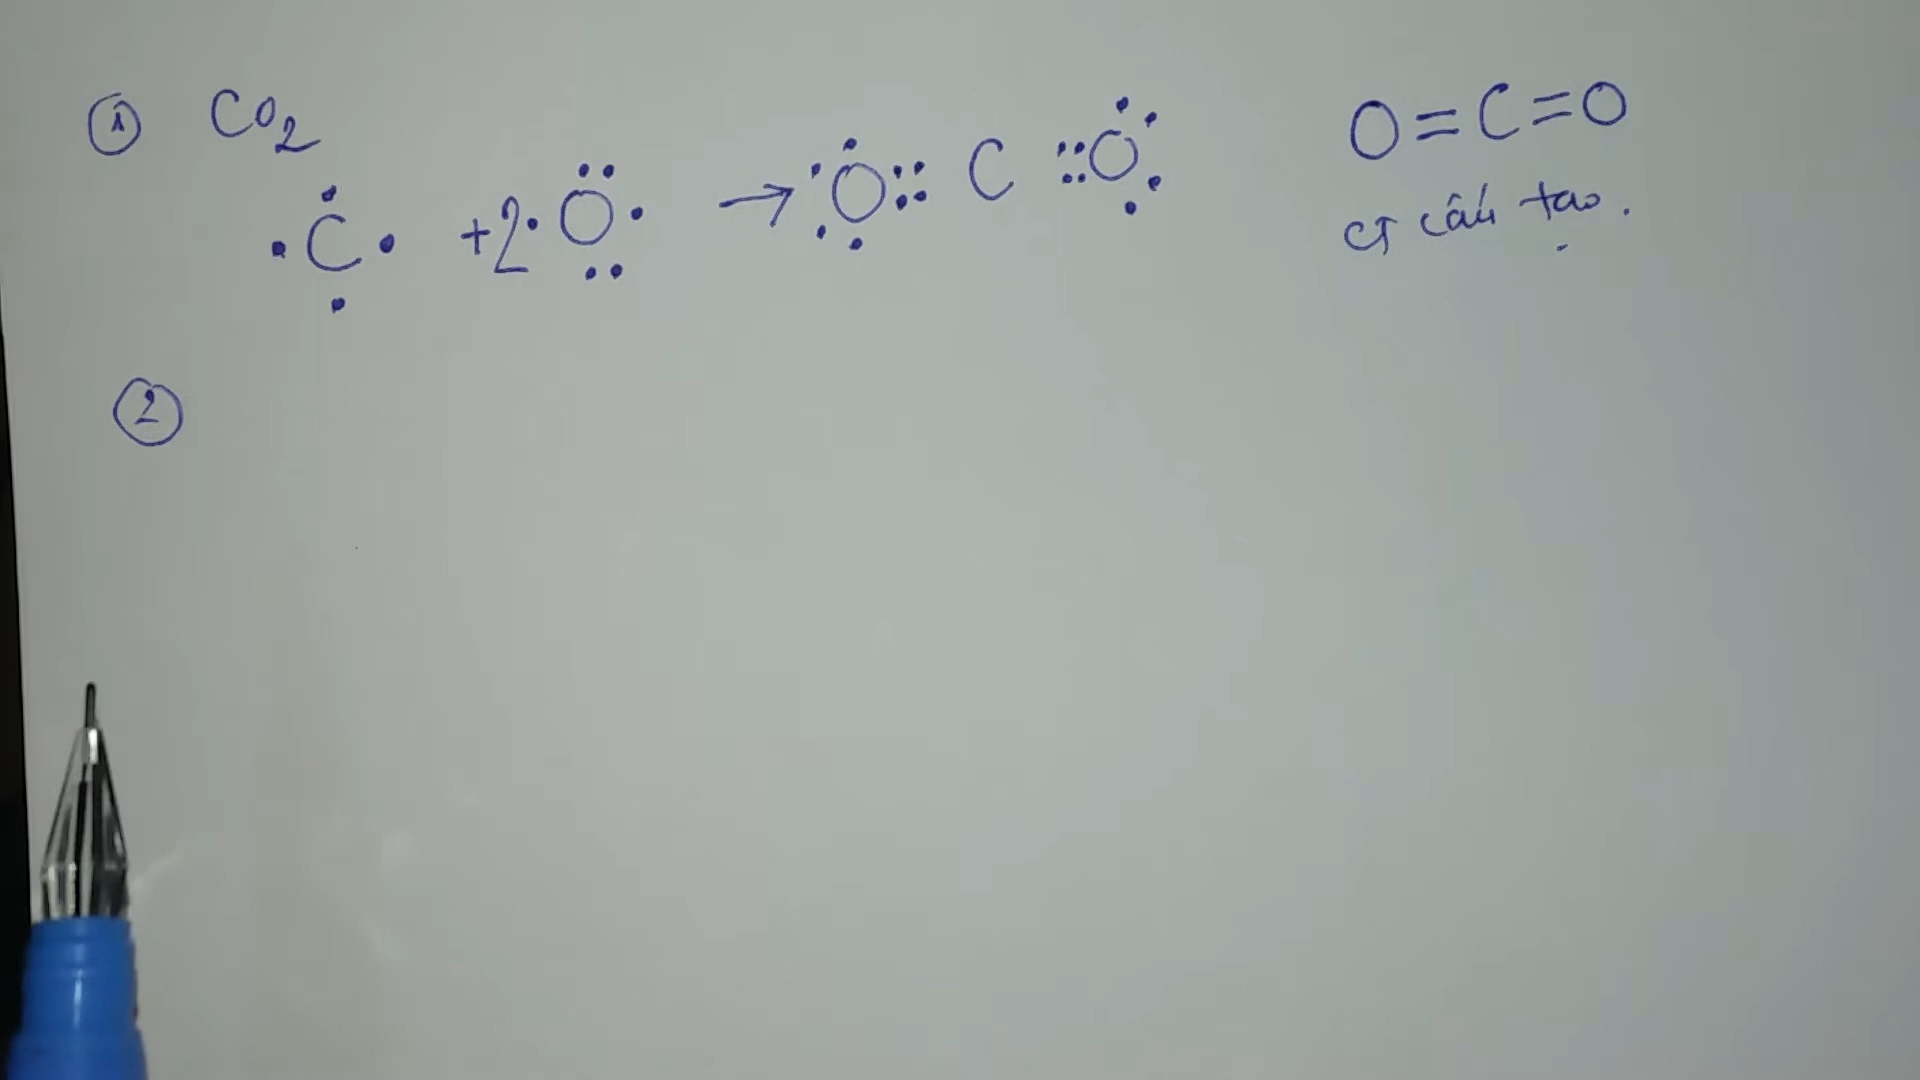 ① CO₂
·Ċ̣· +2·Ö̤· → :Ö̤:: C ::Ö̤: O=C=O
CT cấu tạo.
②